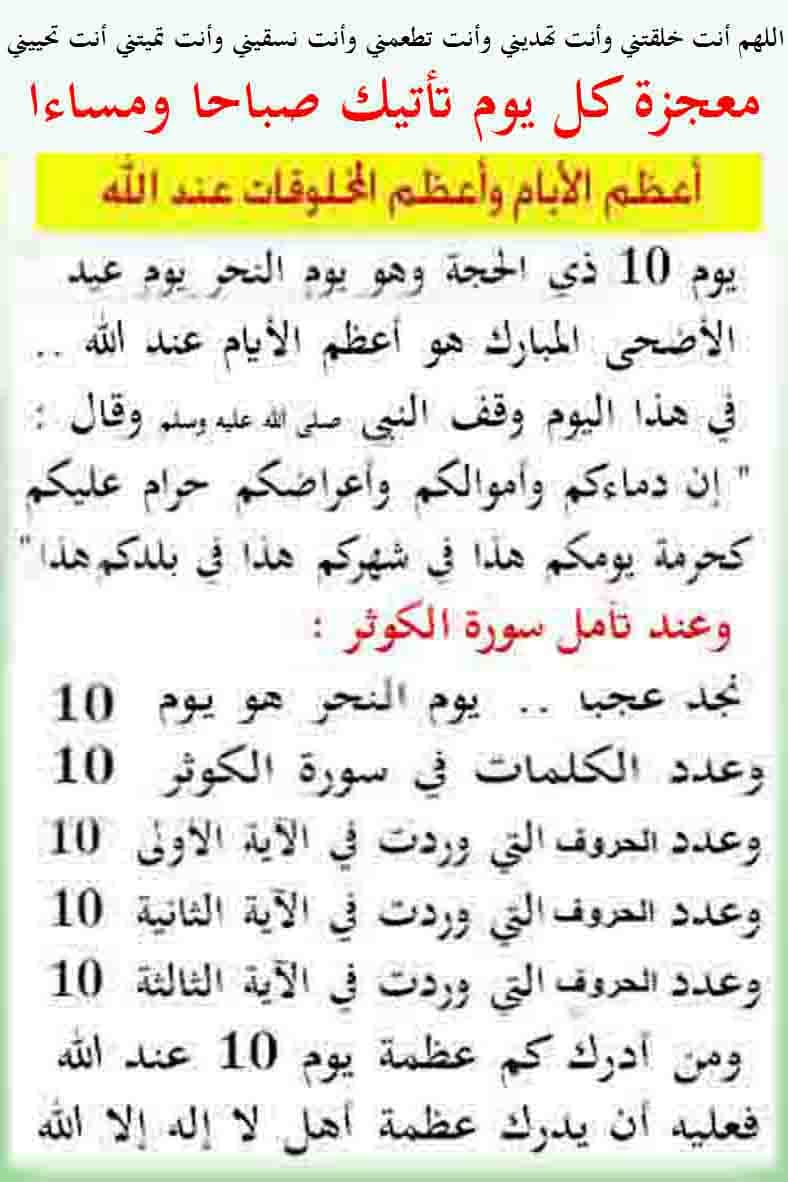 اللهم أنت خلقتني وأنت تهديني وأنت تطعمني وأنت نسقيني وأنت تميتني أنت تحييني
معجزة كل يوم تأتيك صباحا ومساءا
أعظم الأيام وأعظم المخلوقات عند الله
يوم 10 ذي الحجة وهو يوم النحر يوم عيد
الأضحى المبارك هو أعظم الأيام عند الله ..
في هذا اليوم وقف النبي صلى الله عليه وسلم وقال :
" إن دماءكم وأموالكم وأعراضكم حرام عليكم
كحرمة يومكم هذا في شهركم هذا في بلدكم هذا "
وعند تأمل سورة الكوثر :
نجد عجبا .. يوم النحر هو يوم 10
وعدد الكلمات في سورة الكوثر 10
وعدد الحروف التي وردت في الآية الأولى 10
وعدد الحروف التي وردت في الآية الثانية 10
وعدد الحروف التي وردت في الآية الثالثة 10
ومن أدرك كم عظمة يوم 10 عند الله
فعليه أن يدرك عظمة أهل لا إله إلا الله